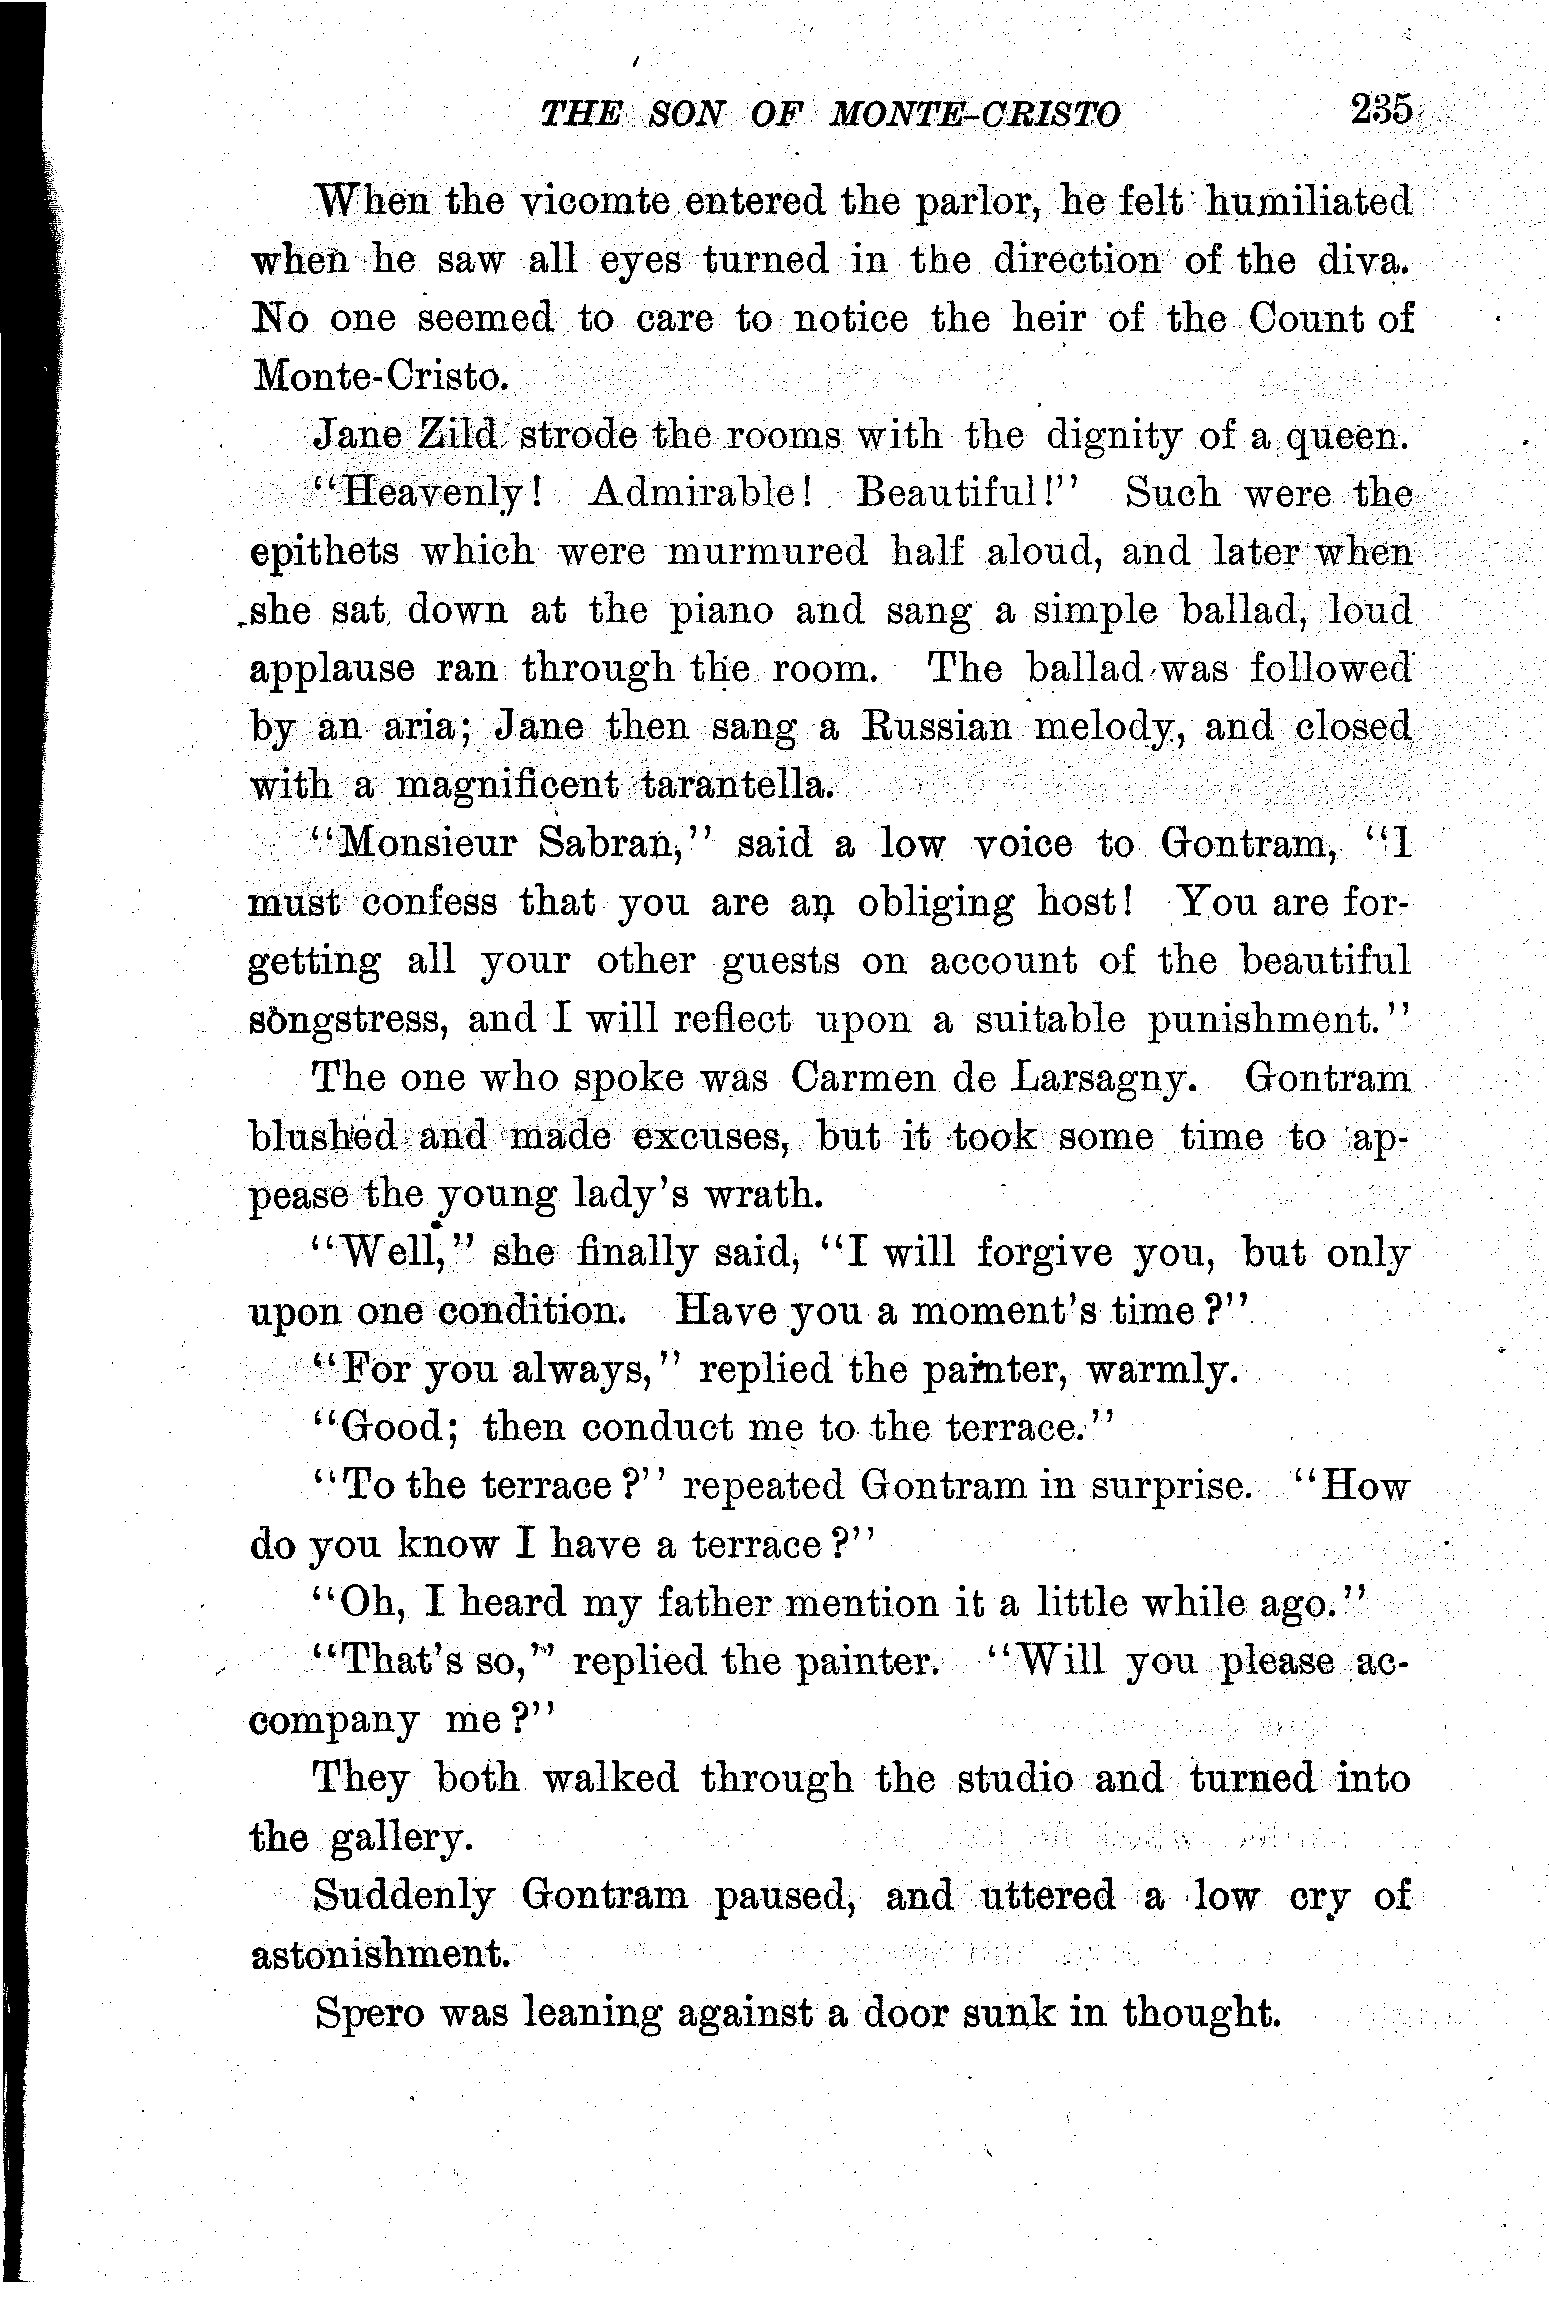 THE SON OF MONTE-CRISTO 235
When the vicomte entered the parlor, he felt humiliated
when he saw all eyes turned in the direction of the diva.
No one seemed to care to notice the heir of the Count of
Monte-Cristo.
Jane Zild strode the rooms with the dignity of a queen.
"Heavenly! Admirable! Beautiful!" Such were the
epithets which were murmured half aloud, and later when
she sat down at the piano and sang a simple ballad, loud
applause ran through the room. The ballad was followed
by an aria; Jane then sang a Russian melody, and closed
with a magnificent tarantella.
"Monsieur Sabran," said a low voice to Gontram, "I
must confess that you are an obliging host! You are for-
getting all your other guests on account of the beautiful
songstress, and I will reflect upon a suitable punishment."
The one who spoke was Carmen de Larsagny. Gontram
blushed and made excuses, but it took some time to ap-
pease the young lady's wrath.
"Well," she finally said, "I will forgive you, but only
upon one condition. Have you a moment's time?"
"For you always," replied the painter, warmly.
"Good; then conduct me to the terrace."
"To the terrace?" repeated Gontram in surprise. "How
do you know I have a terrace?"
"Oh, I heard my father mention it a little while ago."
"That's so," replied the painter. "Will you please ac-
company me?"
They both walked through the studio and turned into
the gallery.
Suddenly Gontram paused, and uttered a low cry of
astonishment.
Spero was leaning against a door sunk in thought.